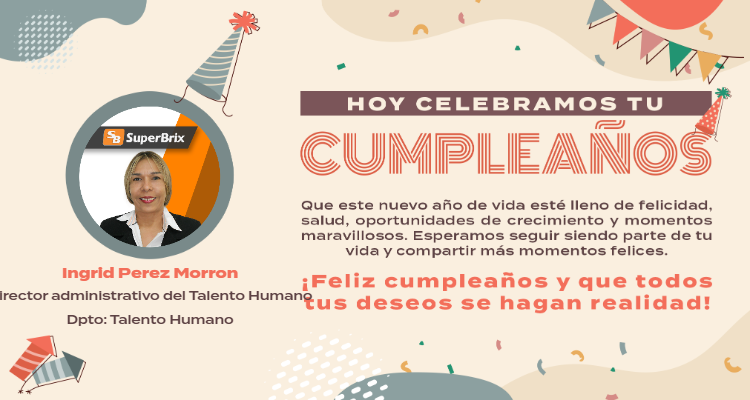 HOY CELEBRAMOS TU
CUMPLEAÑOS
SB SuperBrix
Que este nuevo año de vida esté lleno de felicidad,
salud, oportunidades de crecimiento y momentos
maravillosos. Esperamos seguir siendo parte de tu
vida y compartir más momentos felices.
¡Feliz cumpleaños y que todos
tus deseos se hagan realidad!
Ingrid Perez Morron
irector administrativo del Talento Humano
Dpto: Talento Humano